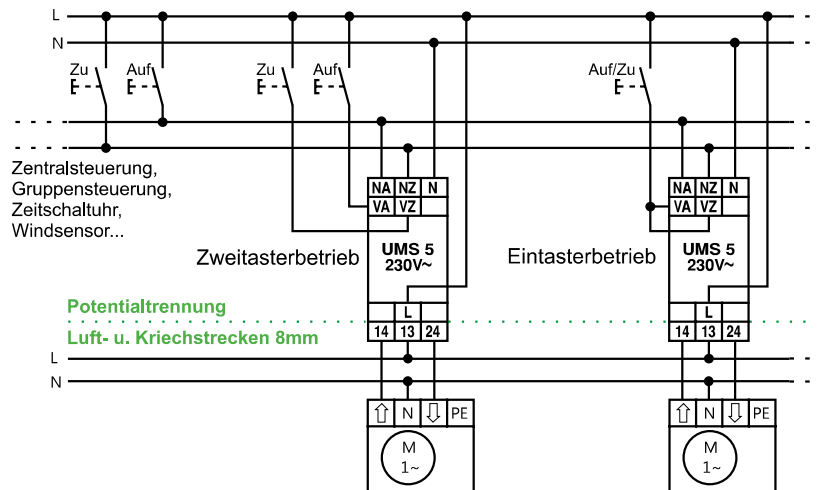 L
N
Zu Auf Zu Auf Auf/Zu
Zentralsteuerung,
Gruppensteuerung,
Zeitschaltuhr,
Windsensor...
NA NZ N
VA VZ
UMS 5
230V~
L
14 13 24
Zweitasterbetrieb
NA NZ N
VA VZ
UMS 5
230V~
L
14 13 24
Eintasterbetrieb
Potentialtrennung
Luft- u. Kriechstrecken 8mm
L
N
⇧ N ⇩ PE
M
1~
⇧ N ⇩ PE
M
1~